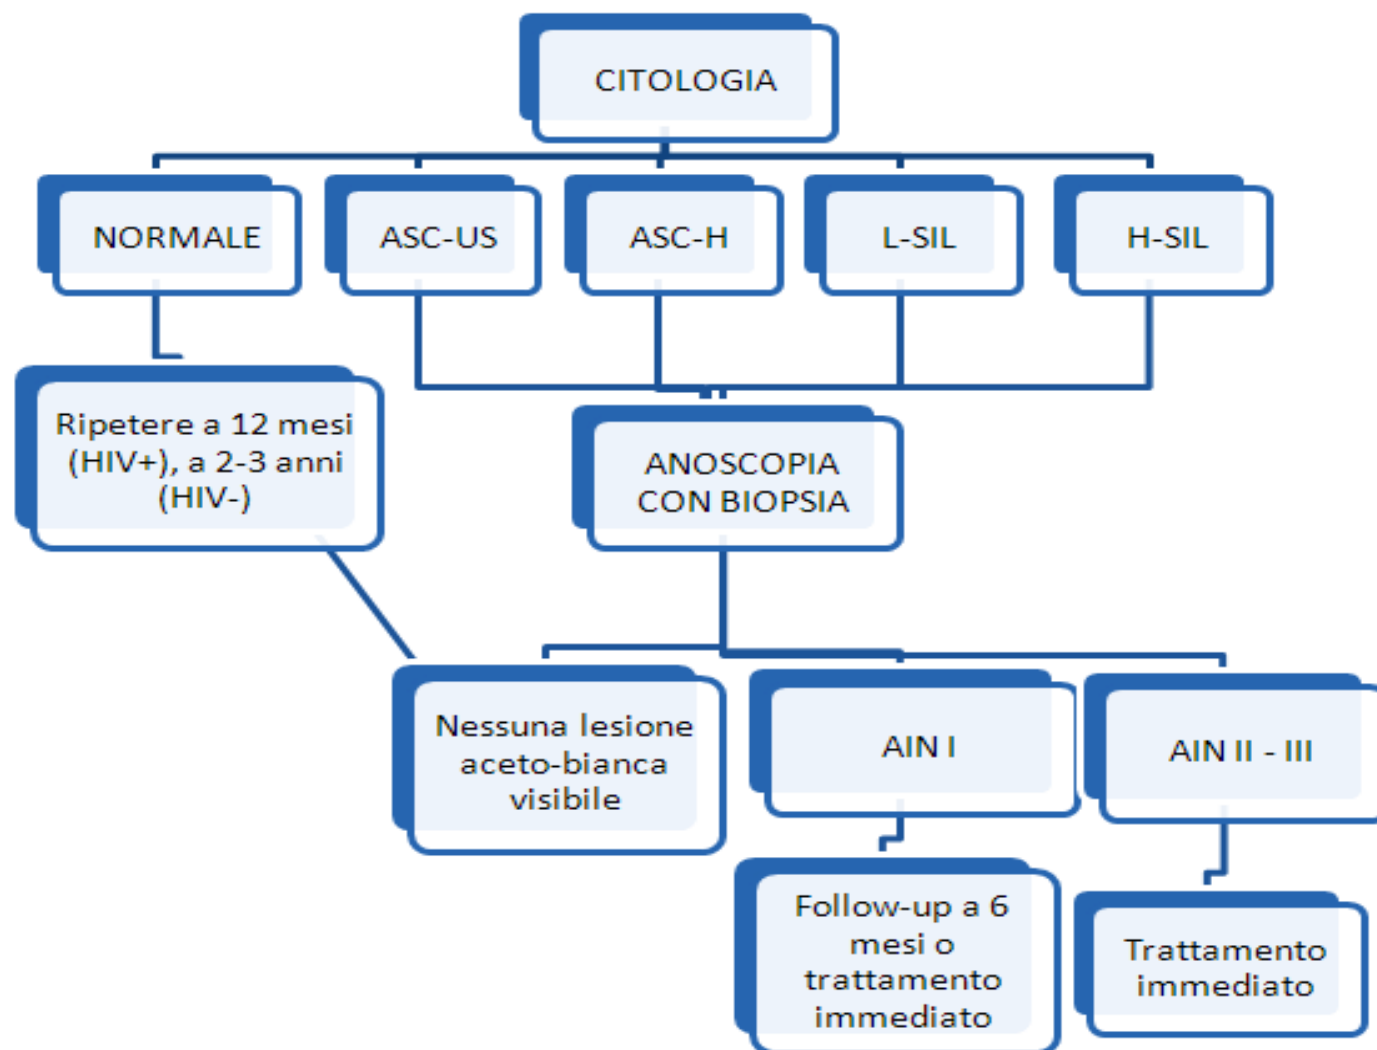 CITOLOGIA
NORMALE
ASC-US
ASC-H
L-SIL
H-SIL
Ripetere a 12 mesi
(HIV+), a 2-3 anni
(HIV-)
ANOSCOPIA
CON BIOPSIA
Nessuna lesione
aceto-bianca
visibile
AIN I
AIN II - III
Follow-up a 6
mesi o
trattamento
immediato
Trattamento
immediato